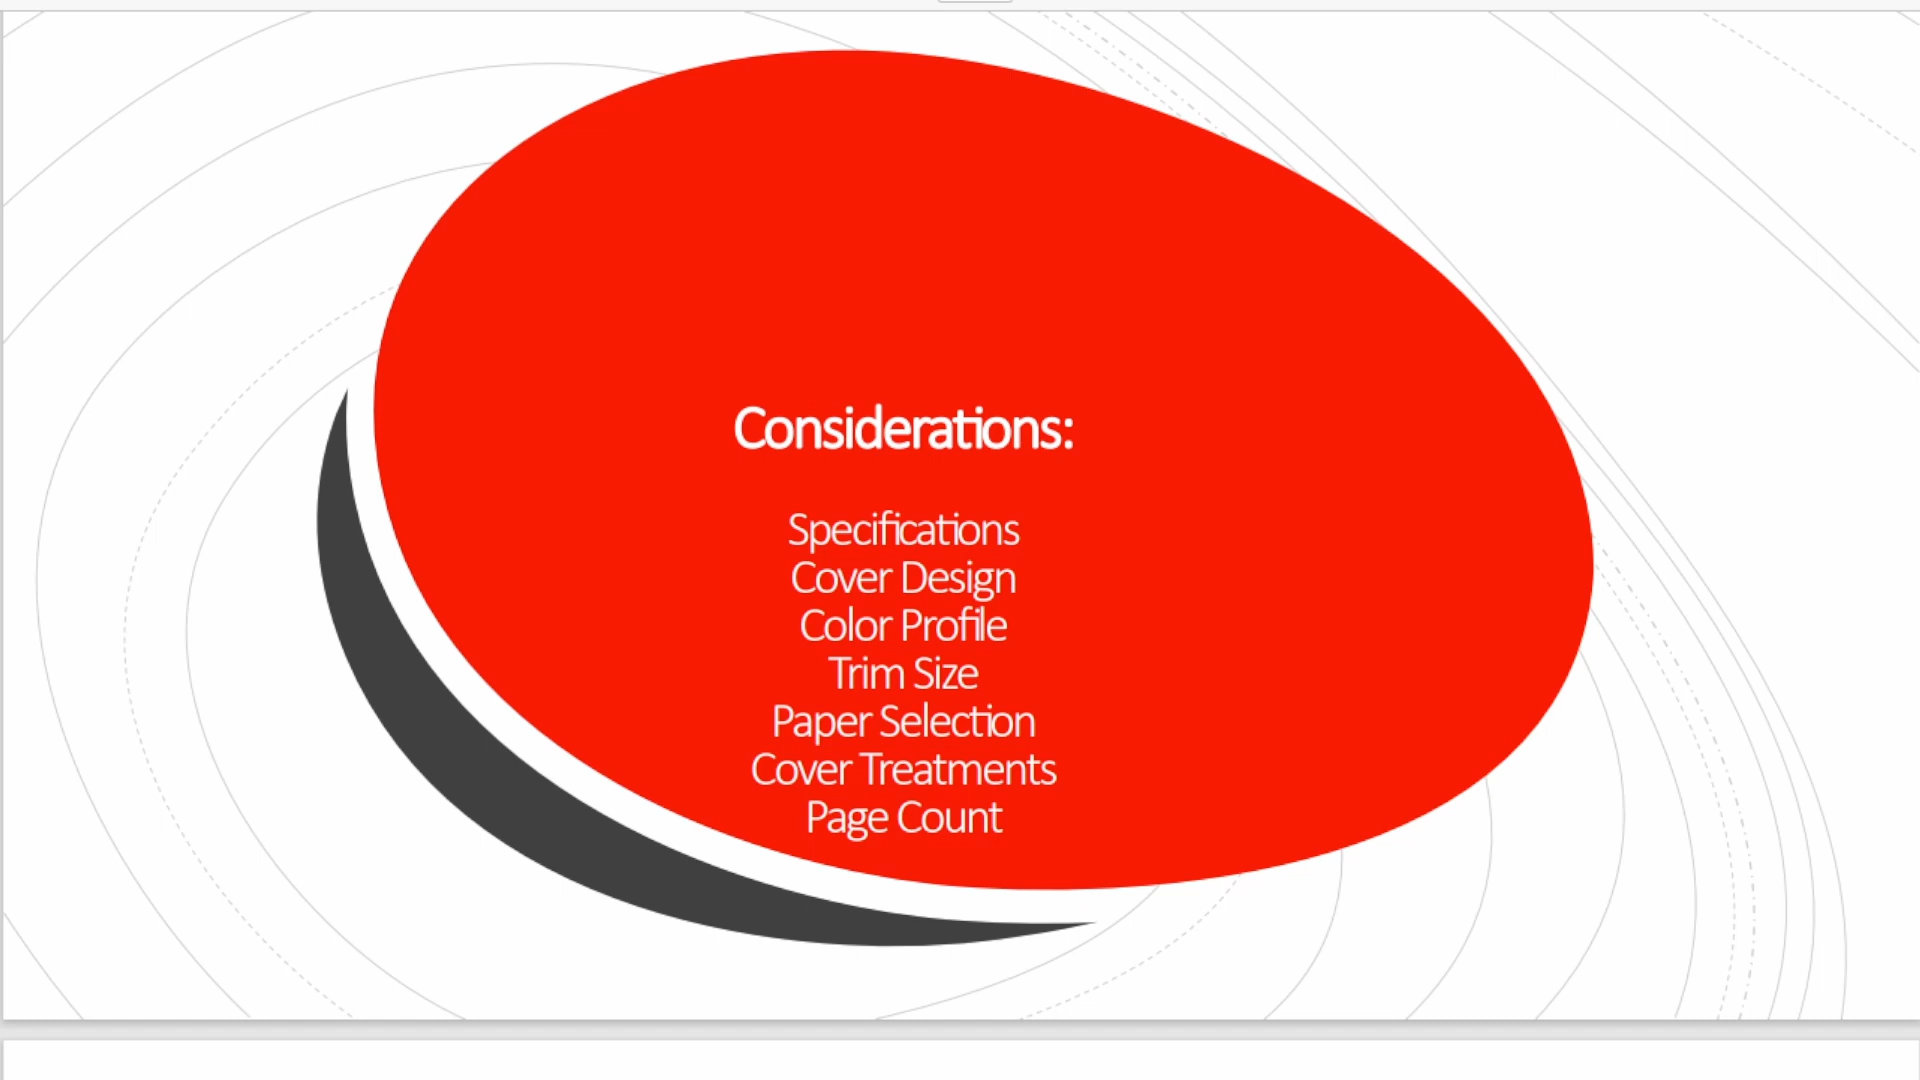 Considerations:
Specifications
Cover Design
Color Profile
Trim Size
Paper Selection
Cover Treatments
Page Count